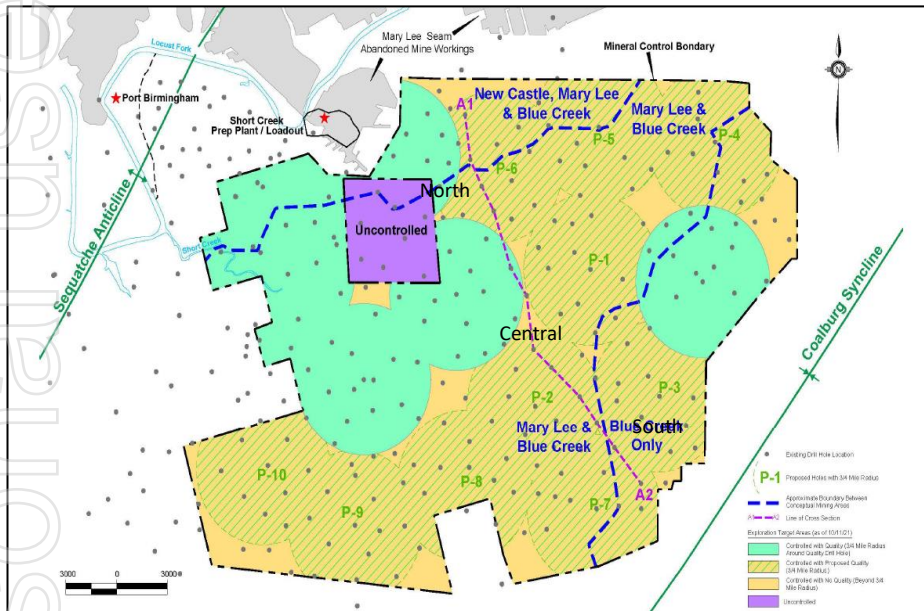 Mary Lee Seam
Abandoned Mine Workings
Mineral Control Bondary
N
Locust Fork
Port Birmingham
Short Creek
Prep Plant / Loadout
New Castle, Mary Lee
& Blue Creek
Mary Lee &
Blue Creek
A1
P-5
P-4
P-6
North
Uncontrolled
Short Creek
Sequatche Anticline
P-1
Central
Coalburg Syncline
P-3
P-2
Mary Lee &
Blue Creek
Blue Creek
Only
South
P-10
P-8
P-9
P-7
A2
3000 0 3000
Existing Drill Hole Location
P-1 Proposed Holes with 3/4 Mile Radius
Approximate Boundary Between
Conceptual Mining Areas
A1 A2 Line of Cross Section
Exploration Target Areas (as of 10/11/21)
Controlled with Quality (3/4 Mile Radius
Around Quality Drill Hole)
Controlled with Proposed Quality
(3/4 Mile Radius)
Controlled with No Quality (Beyond 3/4
Mile Radius)
Uncontrolled
sonal use